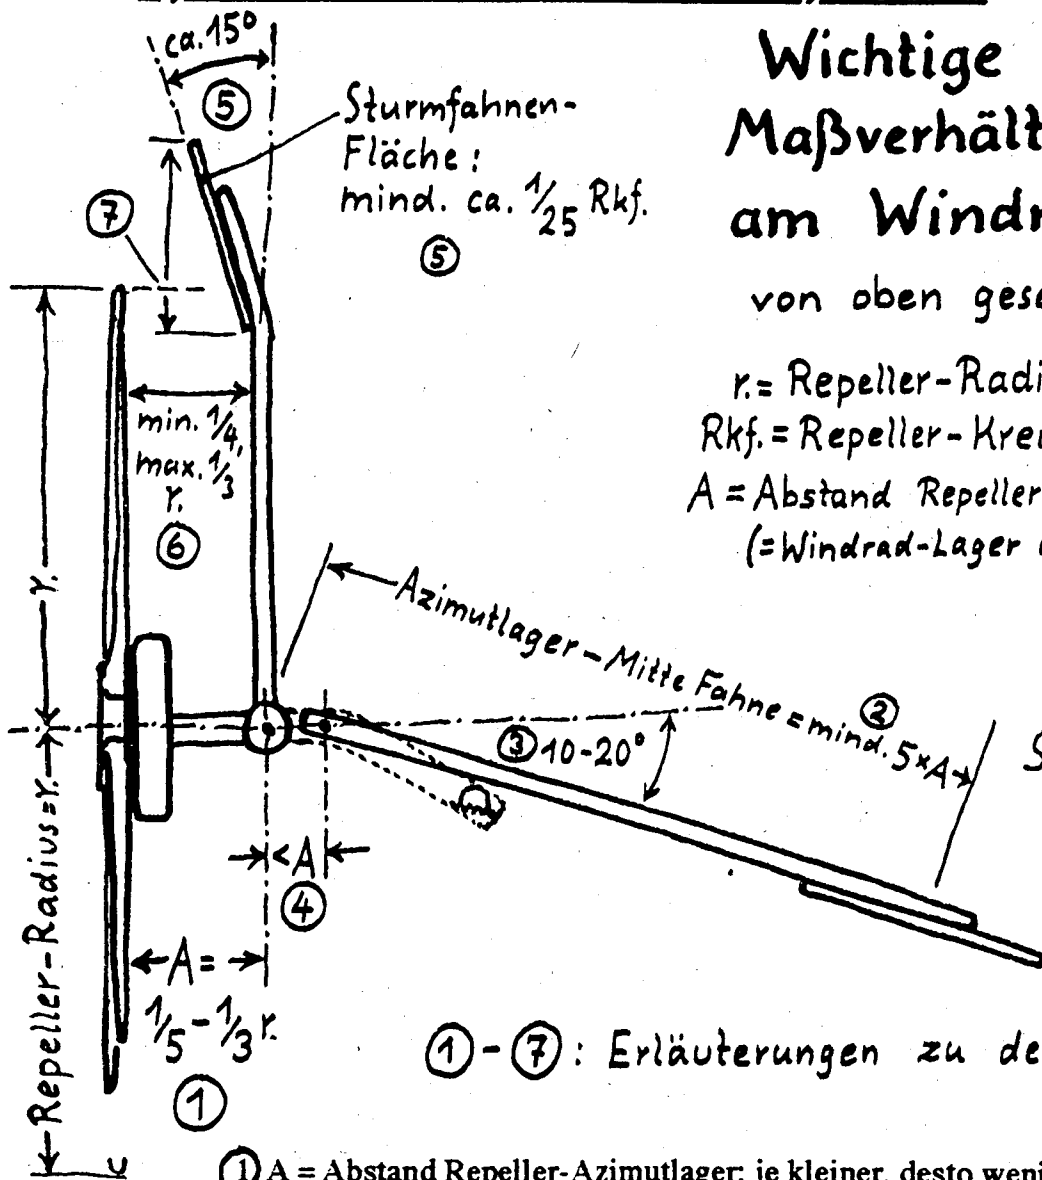 ca. 15°
⑤
Sturmfahnen-
Fläche:
mind. ca. 1/25 Rkf.
⑤
⑦
Wichtige
Maßverhält
am Windr
von oben gese
r. = Repeller-Radi
Rkf. = Repeller-Krei
A = Abstand Repeller
(= Windrad-Lager
min. 1/4,
max. 1/3
r.
⑥
r.
Azimutlager - Mitte Fahne = mind. 5×A
②
③ 10-20°
S
< A
④
A =
1/5 - 1/3 r.
①
Repeller-Radius = r.
① - ⑦ : Erläuterungen zu de
① A = Abstand Repeller-Azimutlager: je kleiner, desto weni